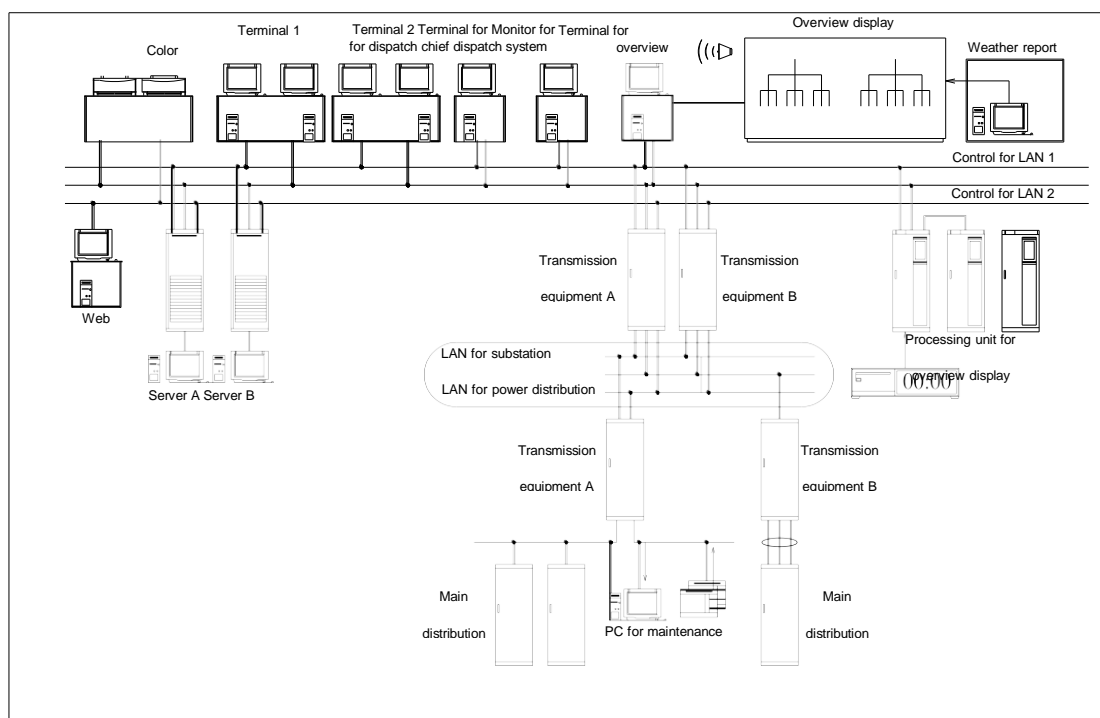 Overview display
Terminal 1
Terminal 2 Terminal for Monitor for Terminal for
for dispatch chief dispatch system
overview
Color
Weather report
Control for LAN 1
Control for LAN 2
Transmission
equipment A
Transmission
equipment B
Web
Processing unit for
overview display
00:00
LAN for substation
LAN for power distribution
Server A Server B
Transmission
equipment A
Transmission
equipment B
Main
distribution
PC for maintenance
Main
distribution